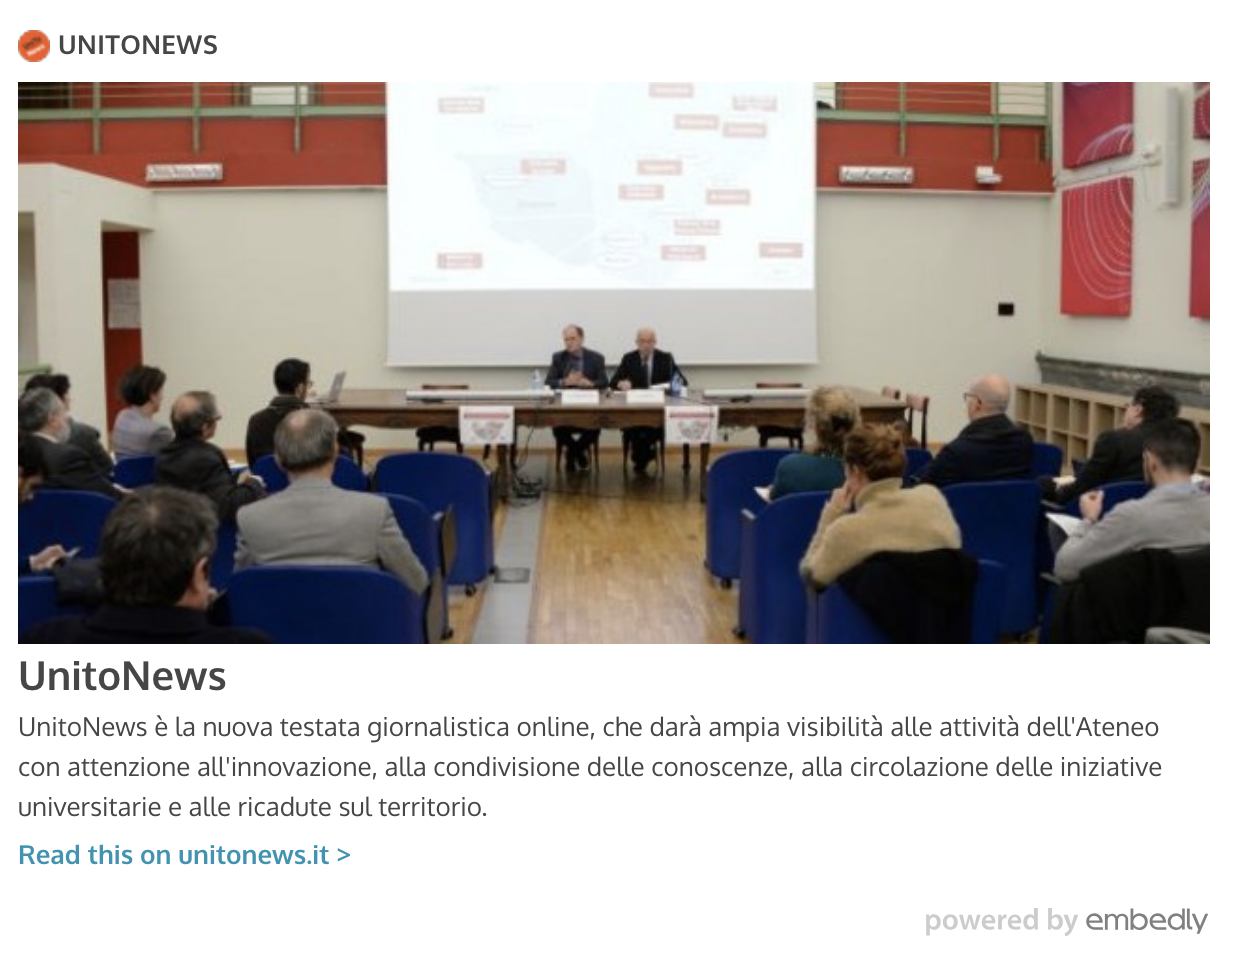 UNITONEWS
UnitoNews
UnitoNews è la nuova testata giornalistica online, che darà ampia visibilità alle attività dell'Ateneo
con attenzione all'innovazione, alla condivisione delle conoscenze, alla circolazione delle iniziative
universitarie e alle ricadute sul territorio.
Read this on unitonews.it >
powered by embedly